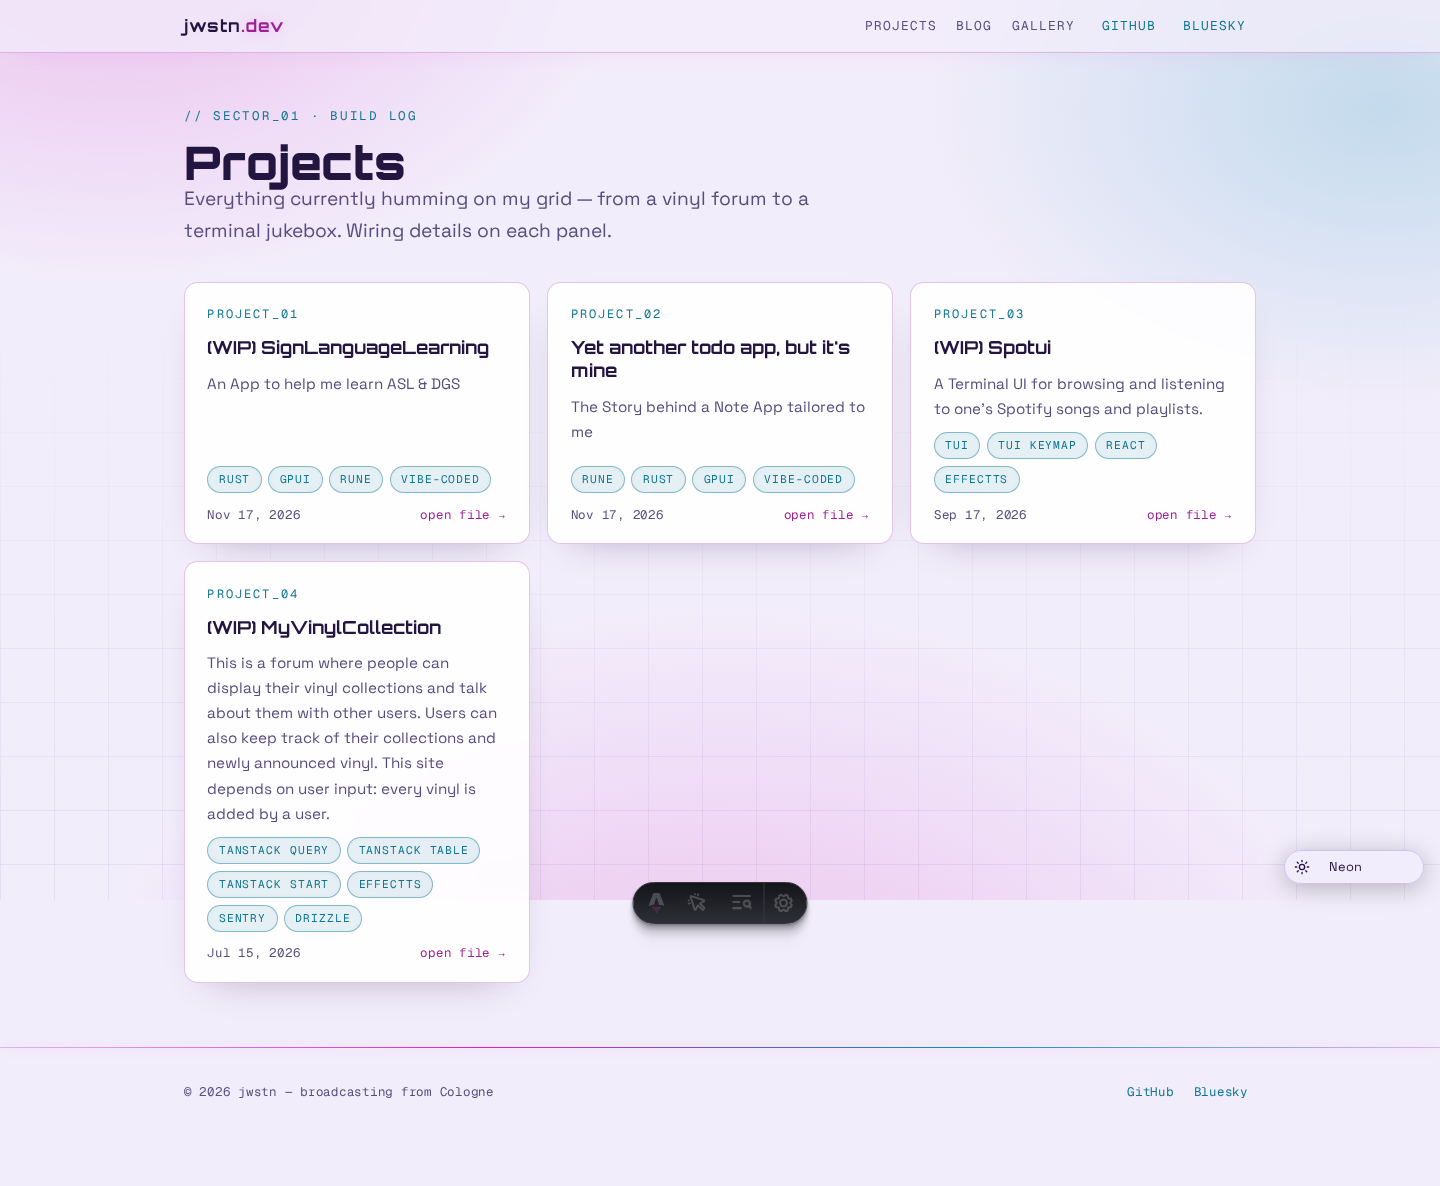 jwstn.dev
PROJECTS BLOG GALLERY GITHUB BLUESKY
// SECTOR_01 · BUILD LOG
Projects
Everything currently humming on my grid — from a vinyl forum to a
terminal jukebox. Wiring details on each panel.
PROJECT_01
(WIP) SignLanguageLearning
An App to help me learn ASL & DGS
RUST GPUI RUNE VIBE-CODED
Nov 17, 2026 open file →
PROJECT_02
Yet another todo app, but it's
mine
The Story behind a Note App tailored to
me
RUNE RUST GPUI VIBE-CODED
Nov 17, 2026 open file →
PROJECT_03
(WIP) Spotui
A Terminal UI for browsing and listening
to one's Spotify songs and playlists.
TUI TUI KEYMAP REACT
EFFECTTS
Sep 17, 2026 open file →
PROJECT_04
(WIP) MyVinylCollection
This is a forum where people can
display their vinyl collections and talk
about them with other users. Users can
also keep track of their collections and
newly announced vinyl. This site
depends on user input: every vinyl is
added by a user.
TANSTACK QUERY TANSTACK TABLE
TANSTACK START EFFECTTS
SENTRY DRIZZLE
Jul 15, 2026 open file →
Neon
© 2026 jwstn — broadcasting from Cologne
GitHub Bluesky